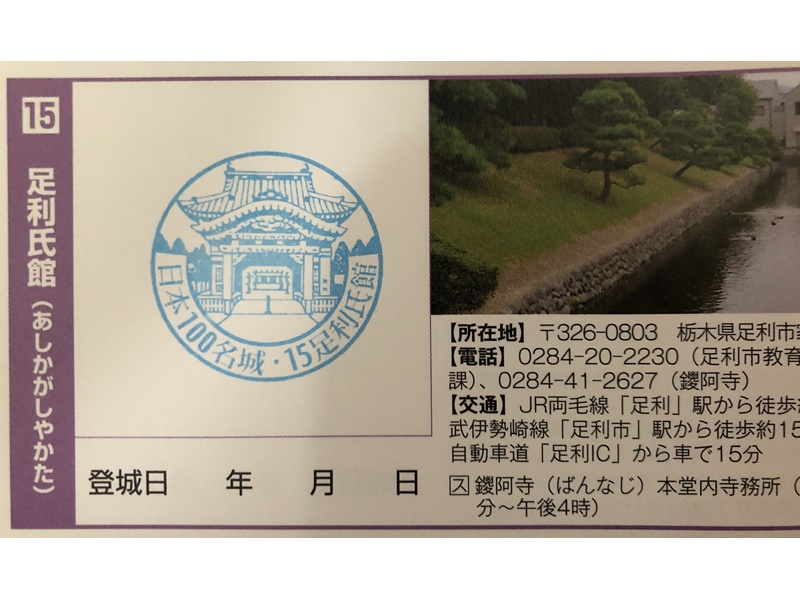 15
足利氏館(あしかがしやかた)
日本100名城・15足利氏館
登城日 年 月 日
【所在地】〒326-0803 栃木県足利市
【電話】0284-20-2230(足利市教育
課)、0284-41-2627(鑁阿寺)
【交通】JR両毛線「足利」駅から徒歩
武伊勢崎線「足利市」駅から徒歩約15
自動車道「足利IC」から車で15分
ス 鑁阿寺(ばんなじ)本堂内寺務所(
分～午後4時)